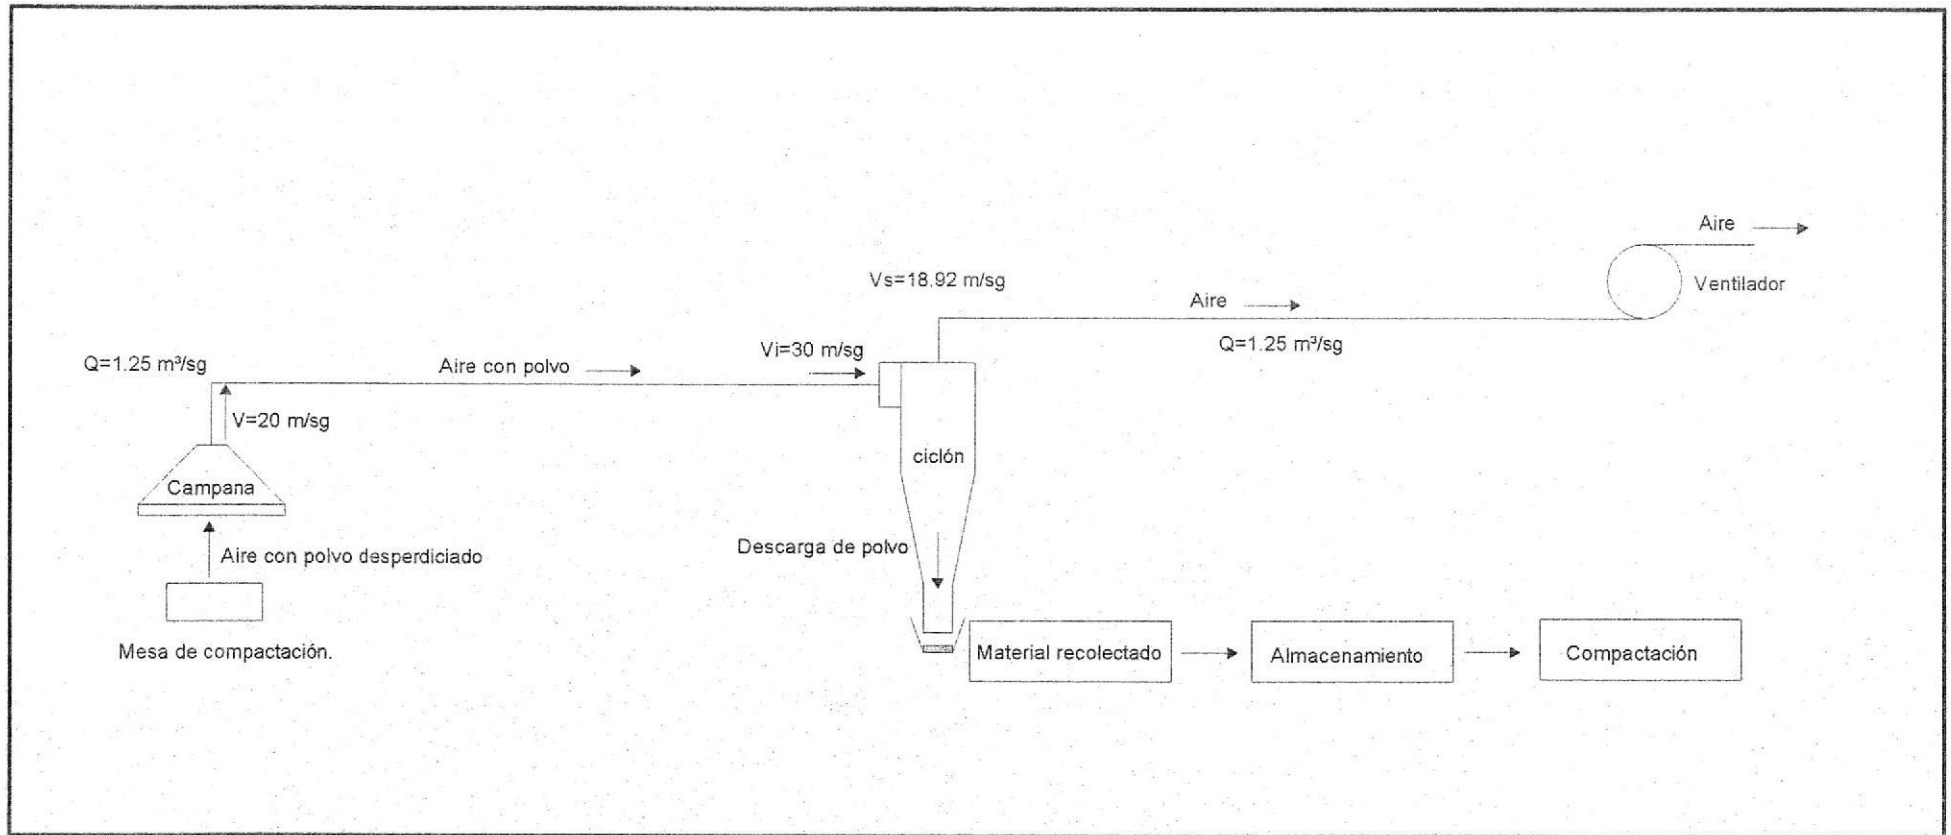 Aire
Ventilador
Vs=18.92 m/sg
Aire
Q=1.25 m³/sg
Vi=30 m/sg
Q=1.25 m³/sg
Aire con polvo
V=20 m/sg
ciclón
Campana
Descarga de polvo
Aire con polvo desperdiciado
Mesa de compactación.
Material recolectado
Almacenamiento
Compactación